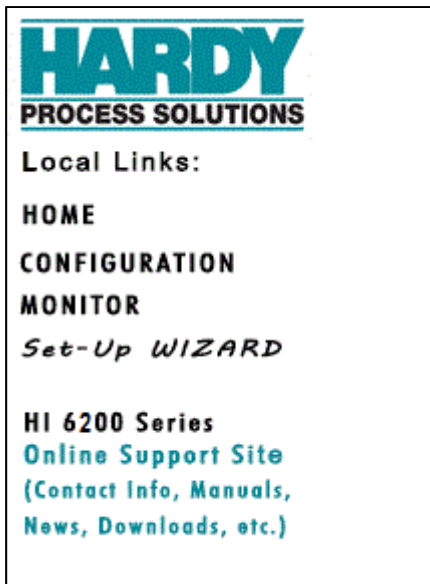 HARDY
PROCESS SOLUTIONS
Local Links:
HOME
CONFIGURATION
MONITOR
Set-Up WIZARD
HI 6200 Series
Online Support Site
(Contact Info, Manuals,
News, Downloads, etc.)